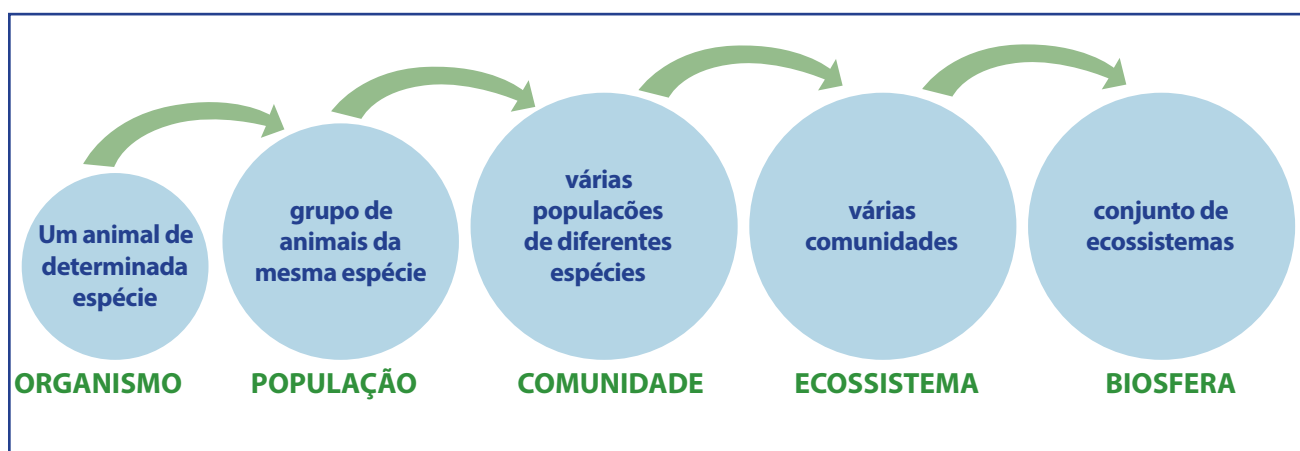 Um animal de
determinada
espécie
ORGANISMO
grupo de
animais da
mesma espécie
POPULAÇÃO
várias
populacões
de diferentes
espécies
COMUNIDADE
várias
comunidades
ECOSSISTEMA
conjunto de
ecossistemas
BIOSFERA